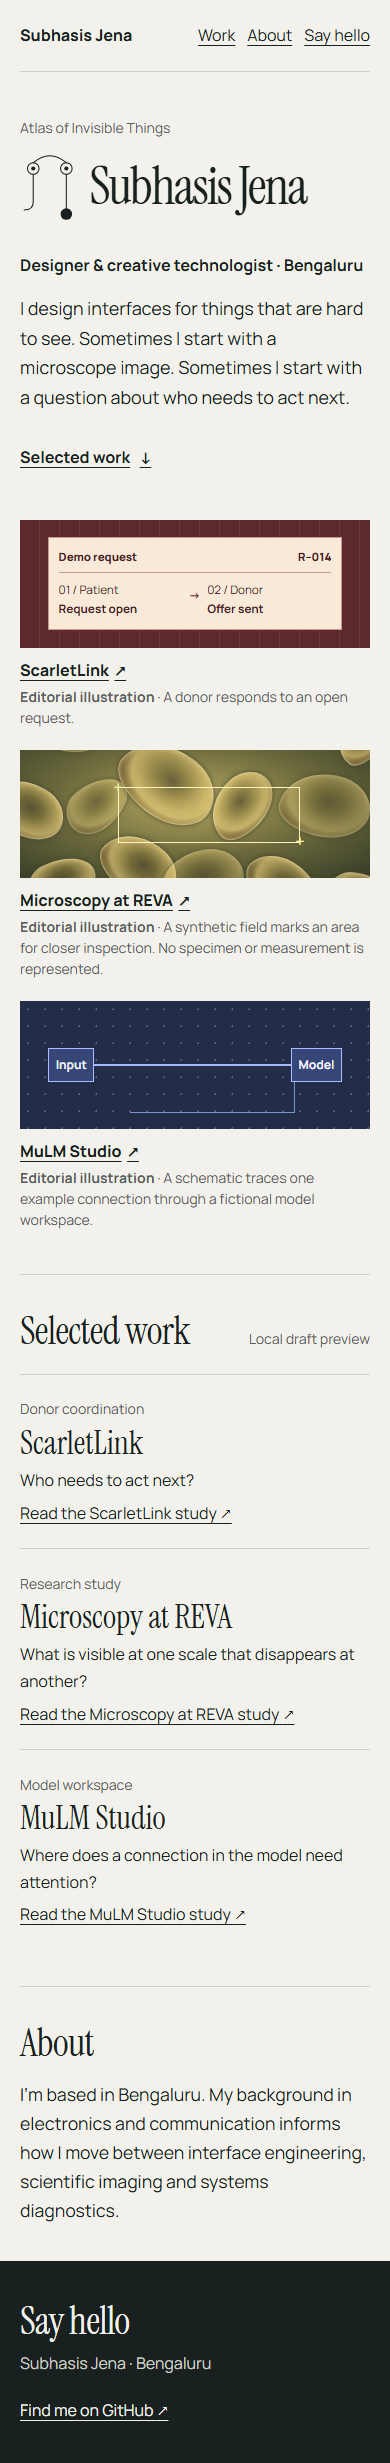 Subhasis Jena
Work About Say hello
Atlas of Invisible Things
Subhasis Jena
Designer & creative technologist · Bengaluru
I design interfaces for things that are hard
to see. Sometimes I start with a
microscope image. Sometimes I start with
a question about who needs to act next.
Selected work ↓
Demo request R–014
01 / Patient → 02 / Donor
Request open Offer sent
ScarletLink ↗
Editorial illustration · A donor responds to an open
request.
Microscopy at REVA ↗
Editorial illustration · A synthetic field marks an area
for closer inspection. No specimen or measurement is
represented.
Input Model
MuLM Studio ↗
Editorial illustration · A schematic traces one
example connection through a fictional model
workspace.
Selected work Local draft preview
Donor coordination
ScarletLink
Who needs to act next?
Read the ScarletLink study ↗
Research study
Microscopy at REVA
What is visible at one scale that disappears at
another?
Read the Microscopy at REVA study ↗
Model workspace
MuLM Studio
Where does a connection in the model need
attention?
Read the MuLM Studio study ↗
About
I'm based in Bengaluru. My background in
electronics and communication informs
how I move between interface engineering,
scientific imaging and systems
diagnostics.
Say hello
Subhasis Jena · Bengaluru
Find me on GitHub ↗